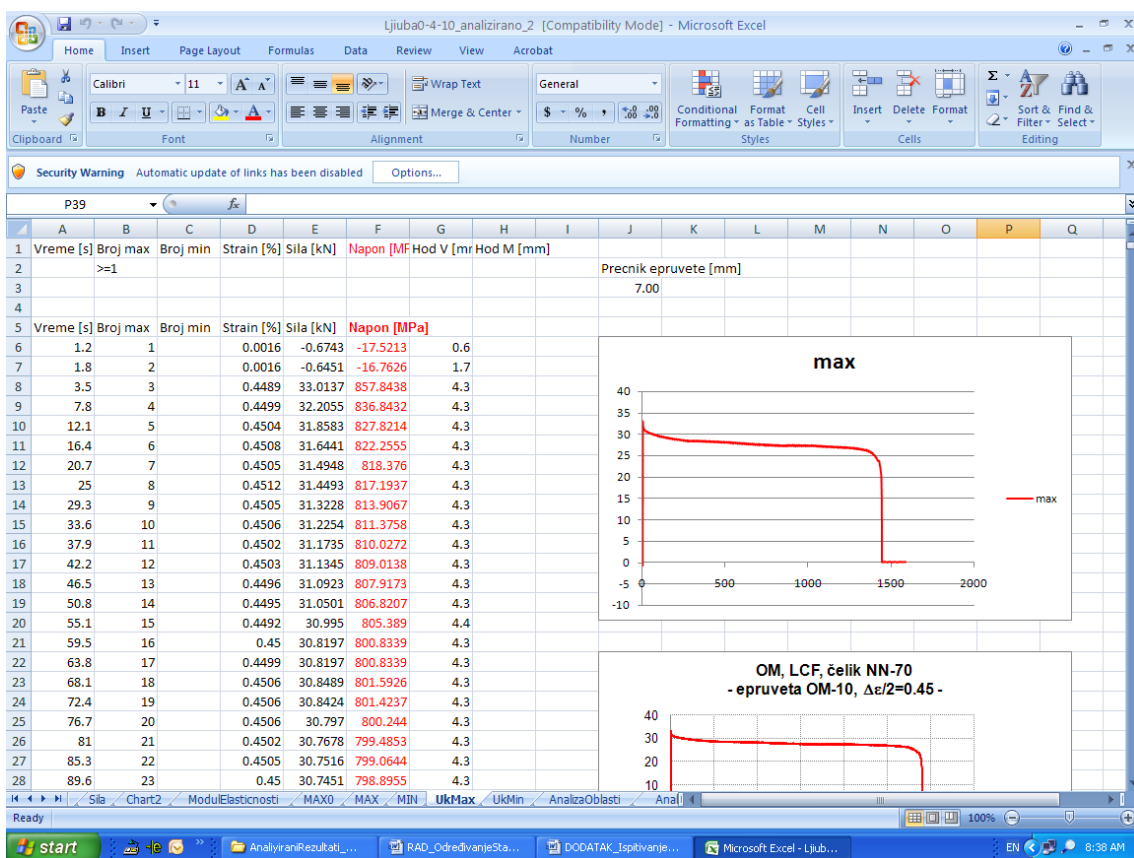 Ljiuba0-4-10_analizirano_2 [Compatibility Mode] - Microsoft Excel
Home Insert Page Layout Formulas Data Review View Acrobat
Calibri 11 Wrap Text General Σ
Paste B I U A Merge & Center $ % , Conditional Formatting Format as Table Cell Styles Insert Delete Format Sort & Filter Find & Select
Clipboard Font Alignment Number Styles Cells Editing
Security Warning Automatic update of links has been disabled Options...
P39 fx
A B C D E F G H I J K L M N O P Q
1 Vreme [s] Broj max Broj min Strain [%] Sila [kN] Napon [MP Hod V [mm Hod M [mm]
2 >=1 Precnik epruvete [mm]
3 7.00
4
5 Vreme [s] Broj max Broj min Strain [%] Sila [kN] Napon [MPa]
6 1.2 1 0.0016 -0.6743 -17.5213 0.6
7 1.8 2 0.0016 -0.6451 -16.7626 1.7
8 3.5 3 0.4489 33.0137 857.8438 4.3
9 7.8 4 0.4499 32.2055 836.8432 4.3
10 12.1 5 0.4504 31.8583 827.8214 4.3
11 16.4 6 0.4508 31.6441 822.2555 4.3
12 20.7 7 0.4505 31.4948 818.376 4.3
13 25 8 0.4512 31.4493 817.1937 4.3
14 29.3 9 0.4505 31.3228 813.9067 4.3
15 33.6 10 0.4506 31.2254 811.3758 4.3
16 37.9 11 0.4502 31.1735 810.0272 4.3
17 42.2 12 0.4503 31.1345 809.0138 4.3
18 46.5 13 0.4496 31.0923 807.9173 4.3
19 50.8 14 0.4495 31.0501 806.8207 4.3
20 55.1 15 0.4492 30.995 805.389 4.4
21 59.5 16 0.45 30.8197 800.8339 4.3
22 63.8 17 0.4499 30.8197 800.8339 4.3
23 68.1 18 0.4506 30.8489 801.5926 4.3
24 72.4 19 0.4506 30.8424 801.4237 4.3
25 76.7 20 0.4506 30.797 800.244 4.3
26 81 21 0.4502 30.7678 799.4853 4.3
27 85.3 22 0.4505 30.7516 799.0644 4.3
28 89.6 23 0.45 30.7451 798.8955 4.3
max
40
35
30
25
20
15
10
5
0
-5
-10
0 500 1000 1500 2000
max
OM, LCF, čelik NN-70
- epruveta OM-10, Δε/2=0.45 -
40
30
20
10
Sila Chart2 ModulElasticnosti MAX0 MAX MIN UkMax UkMin AnalizaOblasti Anali
Ready 100%
start AnalyiraniRezultati_... RAD_OdređivanjeSta... DODATAK_Ispitivanje... Microsoft Excel - Ljiub... EN 8:38 AM